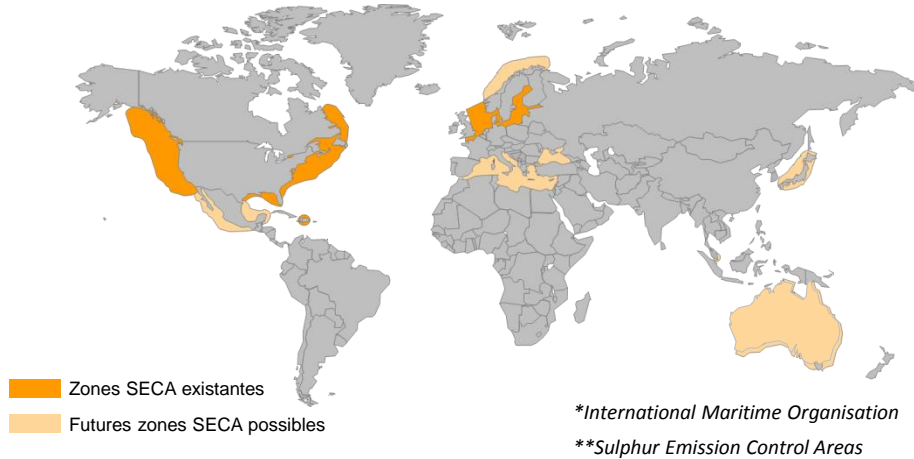 Zones SECA existantes
Futures zones SECA possibles
*International Maritime Organisation
**Sulphur Emission Control Areas